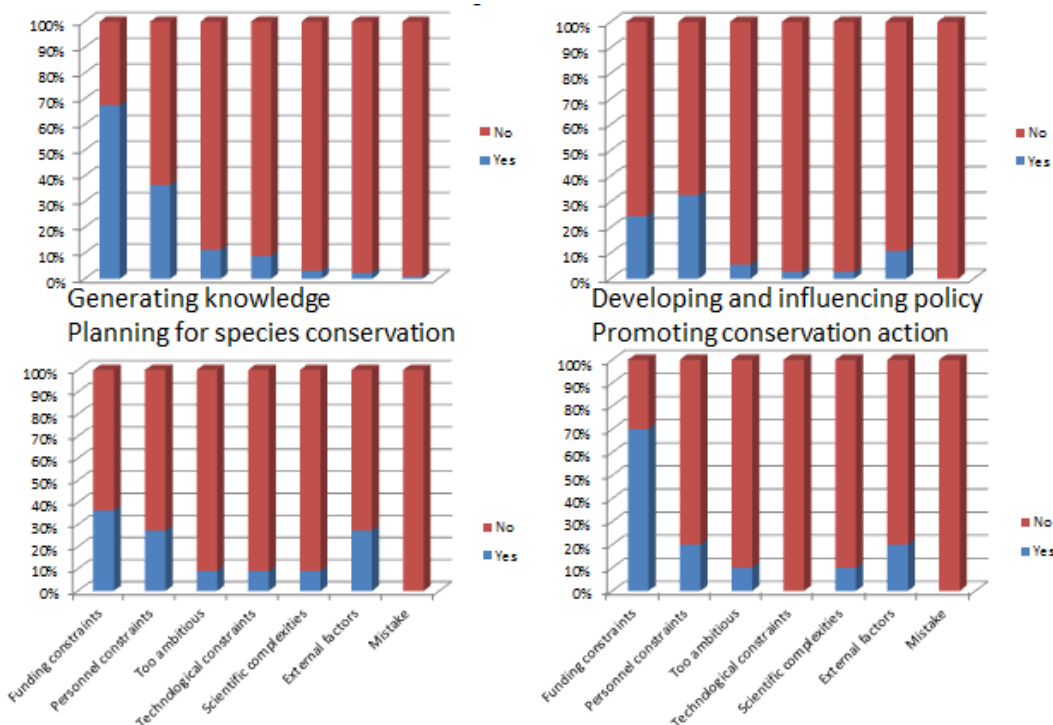 100%
90%
80%
70%
60%
50%
40%
30%
20%
10%
0%
No
Yes
Generating knowledge
100%
90%
80%
70%
60%
50%
40%
30%
20%
10%
0%
No
Yes
Developing and influencing policy
Planning for species conservation
100%
90%
80%
70%
60%
50%
40%
30%
20%
10%
0%
No
Yes
Funding constraints
Personnel constraints
Too ambitious
Technological constraints
Scientific complexities
External factors
Mistake
Promoting conservation action
100%
90%
80%
70%
60%
50%
40%
30%
20%
10%
0%
No
Yes
Funding constraints
Personnel constraints
Too ambitious
Technological constraints
Scientific complexities
External factors
Mistake